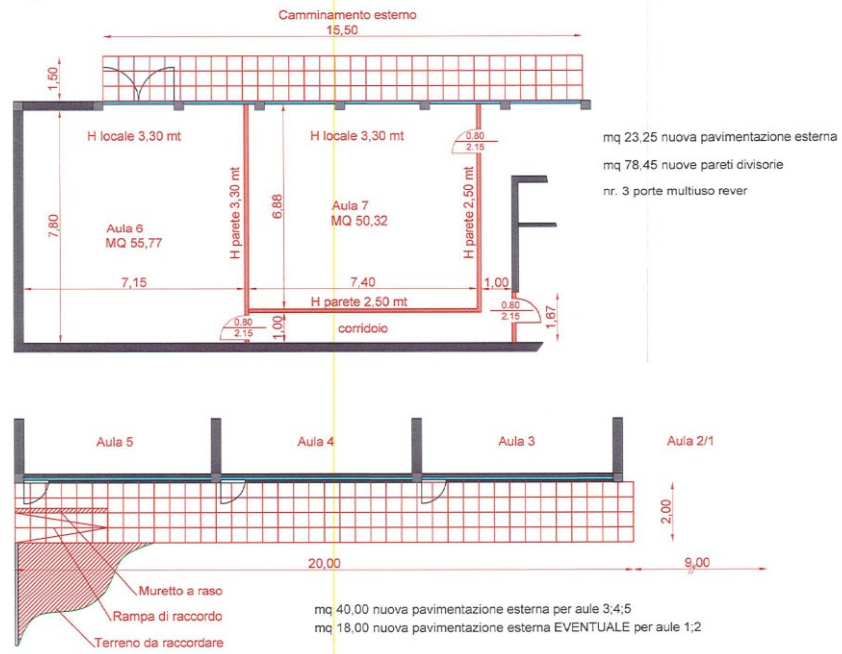 Camminamento esterno
15,50
1,50
H locale 3,30 mt
H locale 3,30 mt
0.80
2.15
mq 23,25 nuova pavimentazione esterna
mq 78,45 nuove pareti divisorie
nr. 3 porte multiuso rever
7,80
Aula 6
MQ 55,77
H parete 3,30 mt
6,88
Aula 7
MQ 50,32
H parete 2,50 mt
7,15
7,40
1,00
H parete 2,50 mt
0.80
2.15
1,00
corridoio
0.80
2.15
1,67
Aula 5
Aula 4
Aula 3
Aula 2/1
2,00
20,00
9,00
Muretto a raso
Rampa di raccordo
Terreno da raccordare
mq 40,00 nuova pavimentazione esterna per aule 3;4;5
mq 18,00 nuova pavimentazione esterna EVENTUALE per aule 1;2